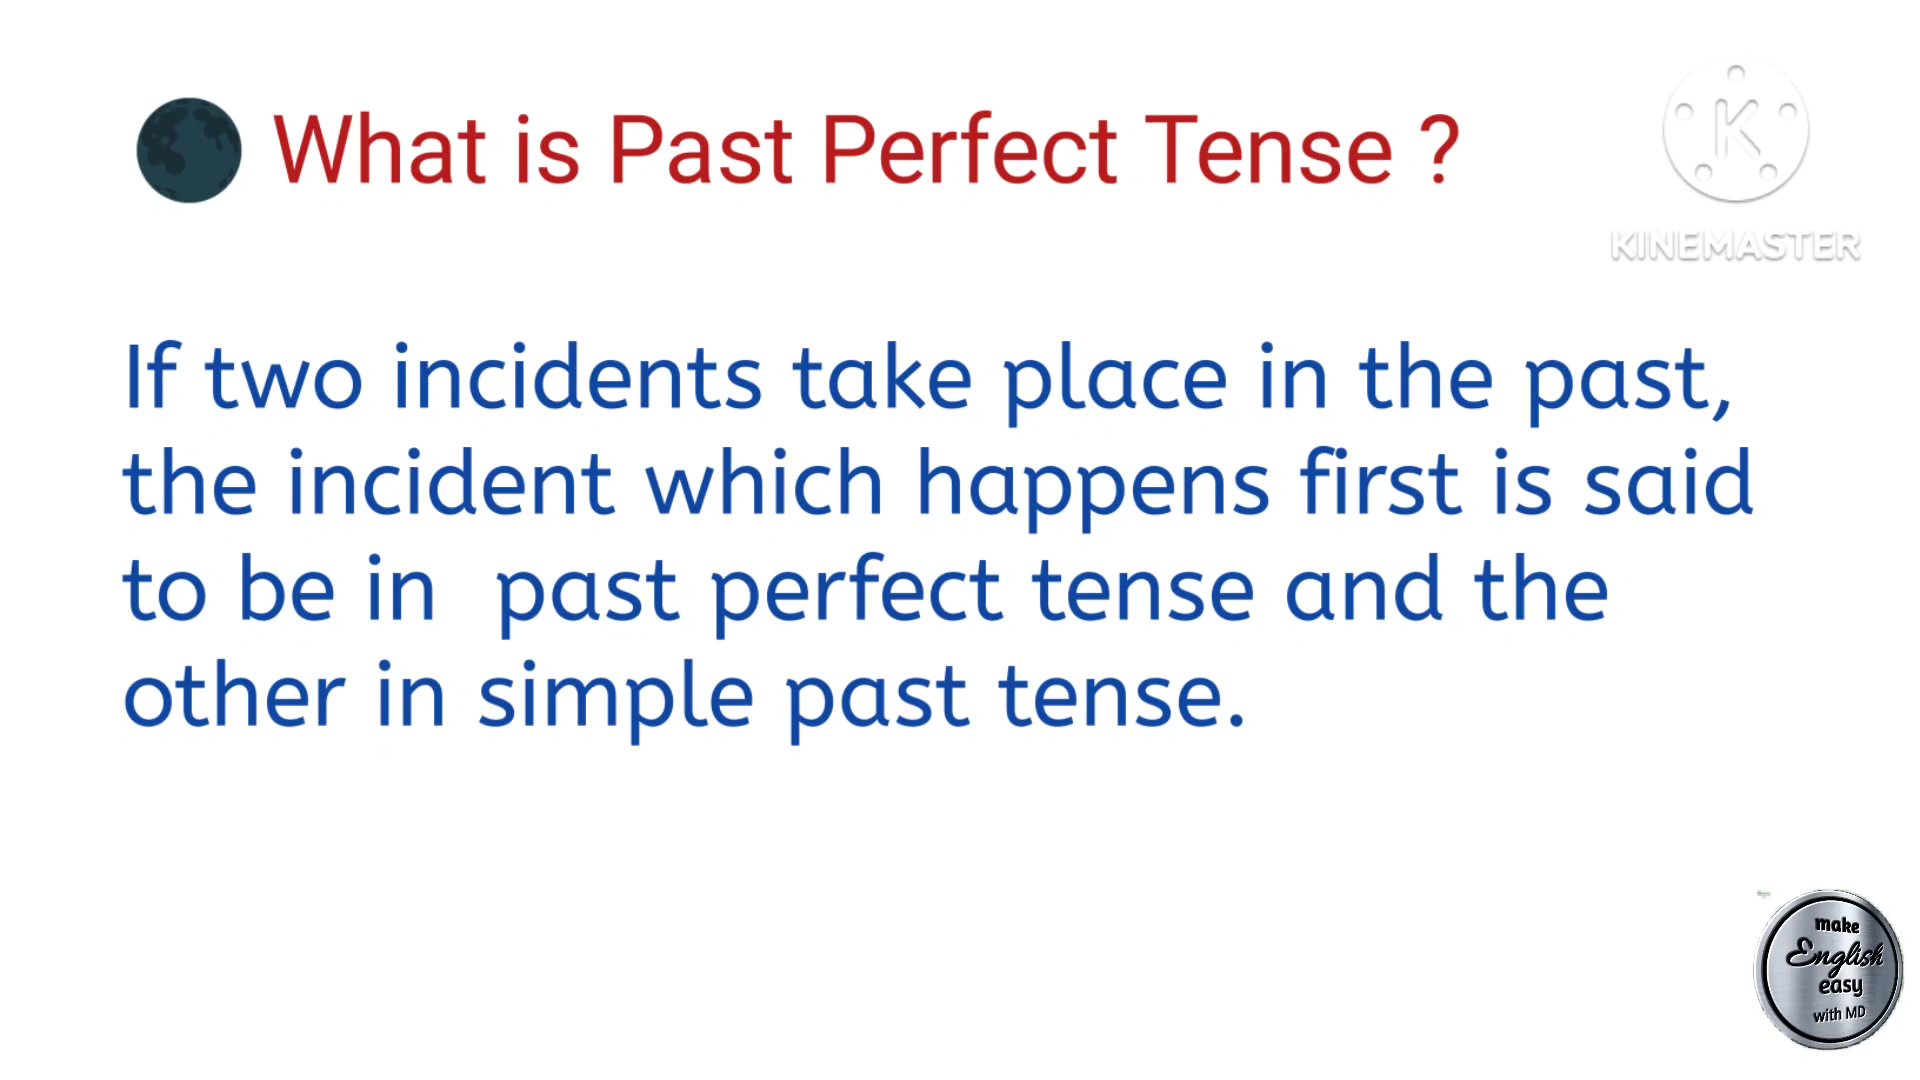 What is Past Perfect Tense ?
K
KINEMASTER
If two incidents take place in the past,
the incident which happens first is said
to be in  past perfect tense and the
other in simple past tense.
make
English
easy
with MD